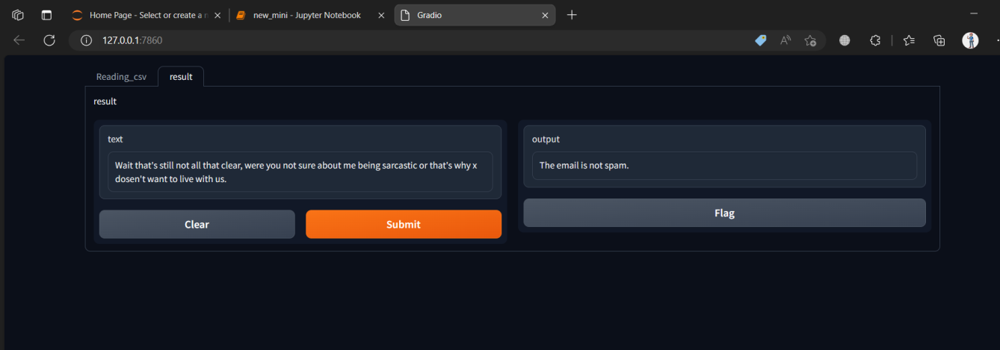 Home Page - Select or create a n
new_mini - Jupyter Notebook
Gradio
127.0.0.1:7860
Reading_csv
result
result
text
Wait that's still not all that clear, were you not sure about me being sarcastic or that's why x
dosen't want to live with us.
Clear
Submit
output
The email is not spam.
Flag